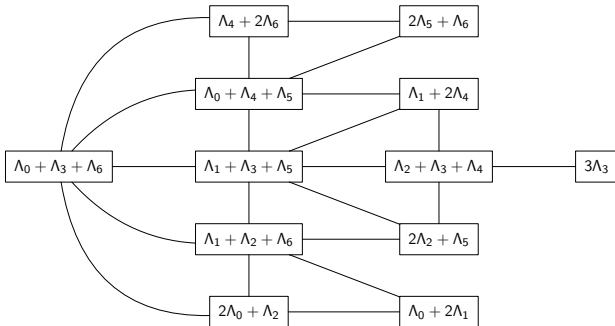 Λ₄ + 2Λ₆ 2Λ₅ + Λ₆
Λ₀ + Λ₄ + Λ₅ Λ₁ + 2Λ₄
Λ₀ + Λ₃ + Λ₆ Λ₁ + Λ₃ + Λ₅ Λ₂ + Λ₃ + Λ₄ 3Λ₃
Λ₁ + Λ₂ + Λ₆ 2Λ₂ + Λ₅
2Λ₀ + Λ₂ Λ₀ + 2Λ₁